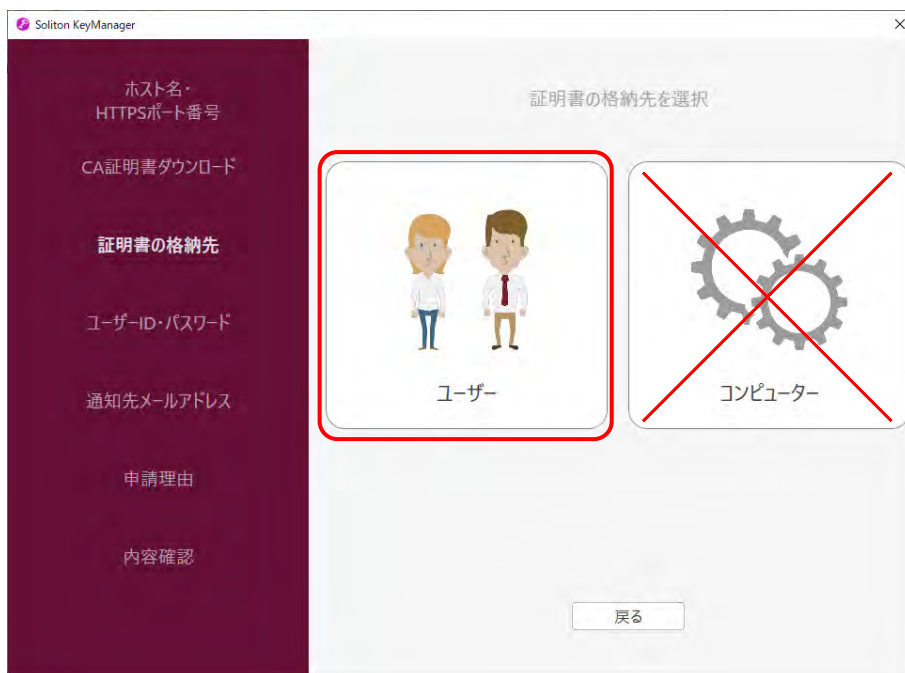 Soliton KeyManager
ホスト名・
HTTPSポート番号
CA証明書ダウンロード
証明書の格納先
ユーザーID・パスワード
通知先メールアドレス
申請理由
内容確認
証明書の格納先を選択
ユーザー
コンピューター
戻る